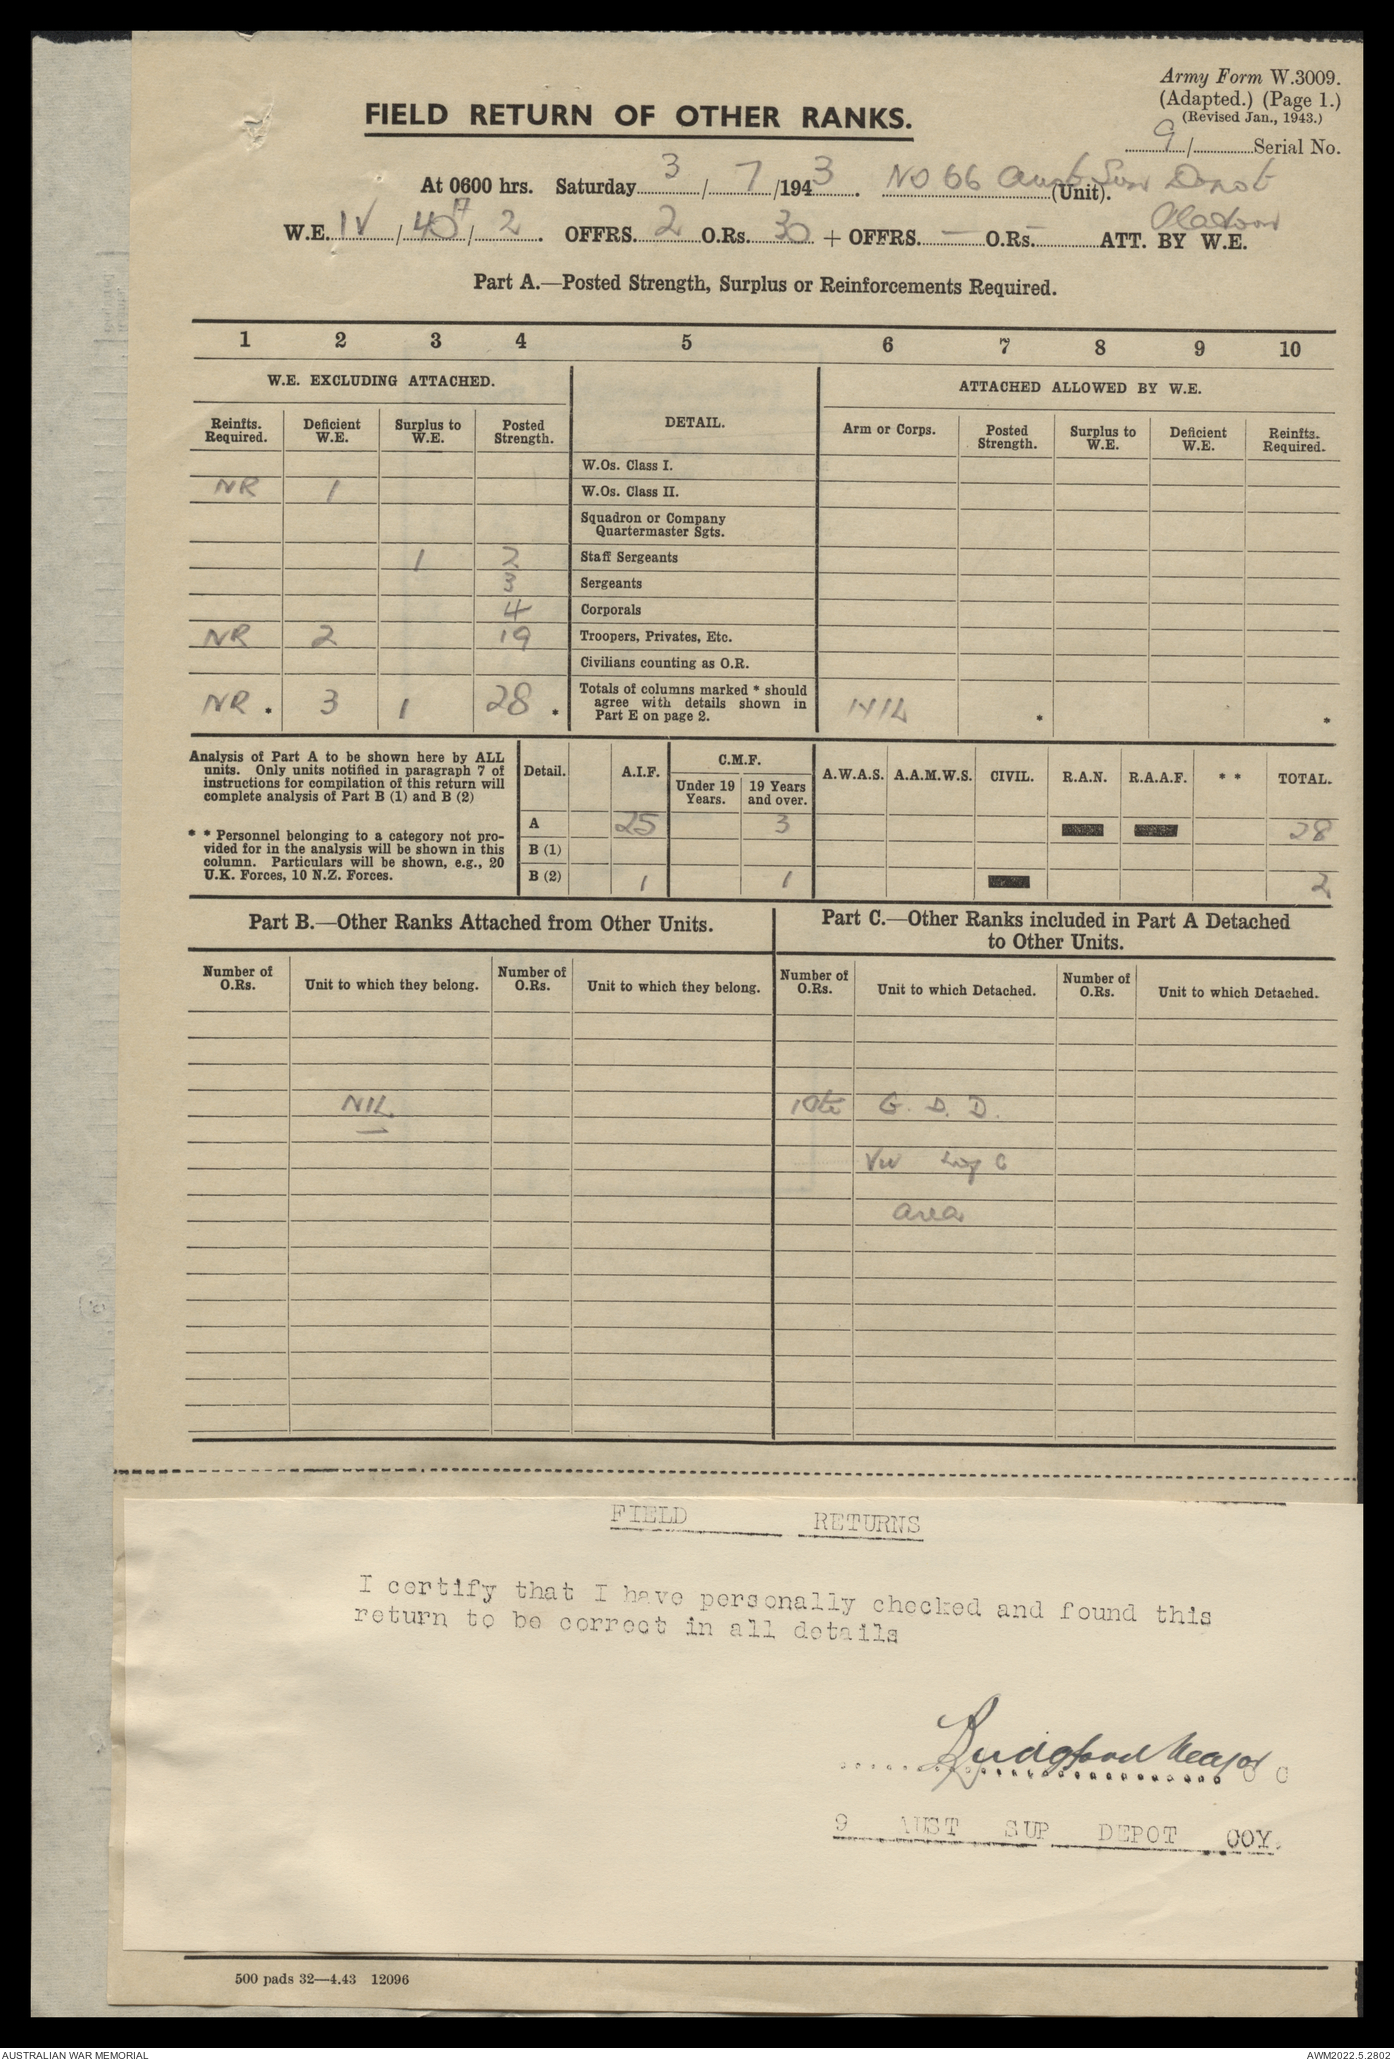 Army Form W.3009.
(Adapted.) (Page 1.)
(Revised Jan., 1943.)
FIELD RETURN OF OTHER RANKS.
9/ Serial No.
At 0600 hrs. Saturday 3/7/1943. No 66 Aust Sup Depot (Unit).
Platoon
W.E. IV/40A/2. OFFRS. 2 O.Rs. 30 + OFFRS. — O.Rs. — ATT. BY W.E.
Part A.—Posted Strength, Surplus or Reinforcements Required.
1 2 3 4 5 6 7 8 9 10
W.E. EXCLUDING ATTACHED. DETAIL. ATTACHED ALLOWED BY W.E.
Reinfts. Required. Deficient W.E. Surplus to W.E. Posted Strength. Arm or Corps. Posted Strength. Surplus to W.E. Deficient W.E. Reinfts. Required.
W.Os. Class I.
NR 1 W.Os. Class II.
Squadron or Company
Quartermaster Sgts.
1 2 Staff Sergeants
3 Sergeants
4 Corporals
NR 2 19 Troopers, Privates, Etc.
Civilians counting as O.R.
NR * 3 1 28 * Totals of columns marked * should NIL * *
agree with details shown in
Part E on page 2.
Analysis of Part A to be shown here by ALL
units. Only units notified in paragraph 7 of
instructions for compilation of this return will
complete analysis of Part B (1) and B (2)
* * Personnel belonging to a category not pro-
vided for in the analysis will be shown in this
column. Particulars will be shown, e.g., 20
U.K. Forces, 10 N.Z. Forces.
Detail. A.I.F. C.M.F. A.W.A.S. A.A.M.W.S. CIVIL. R.A.N. R.A.A.F. * * TOTAL.
Under 19 Years. 19 Years and over.
A 25 3 28
B (1)
B (2) 1 1 2
Part B.—Other Ranks Attached from Other Units.
Part C.—Other Ranks included in Part A Detached
to Other Units.
Number of O.Rs. Unit to which they belong. Number of O.Rs. Unit to which they belong. Number of O.Rs. Unit to which Detached. Number of O.Rs. Unit to which Detached.
NIL G. D. D.
area
FIELD RETURNS
I certify that I have personally checked and found this
return to be correct in all details
Major
O C
9 AUST SUP DEPOT COY.
500 pads 32—4.43 12096
AUSTRALIAN WAR MEMORIAL
AWM2022.5.2802